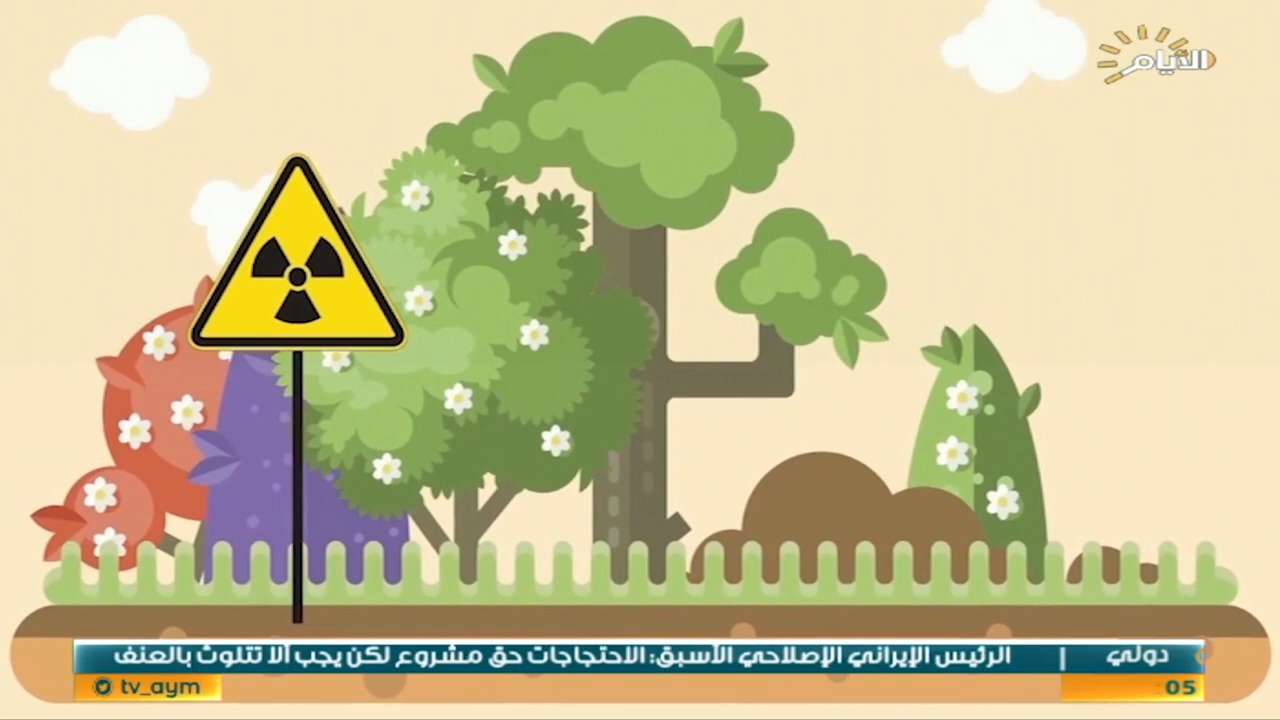 الأيام
دولي | الرئيس الإيراني الإصلاحي الأسبق: الاحتجاجات حق مشروع لكن يجب ألا تتلوث بالعنف
tv_aym
05